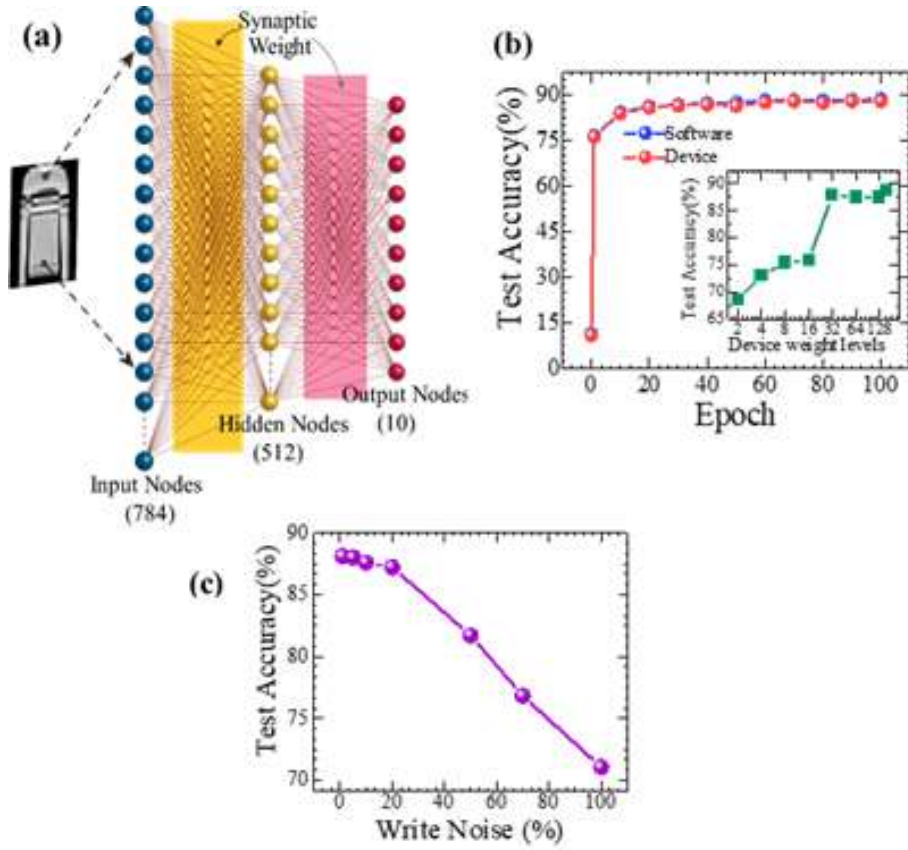 (a)
Synaptic
Weight
Output Nodes
(10)
Hidden Nodes
(512)
Input Nodes
(784)
(b)
Test Accuracy(%)
90
75
60
45
30
15
0
Software
Device
Test Accuracy(%)
90
85
80
75
70
65
2 4 8 16 32 64 128
Device weight levels
0 20 40 60 80 100
Epoch
(c)
Test Accuracy(%)
90
85
80
75
70
0 20 40 60 80 100
Write Noise (%)